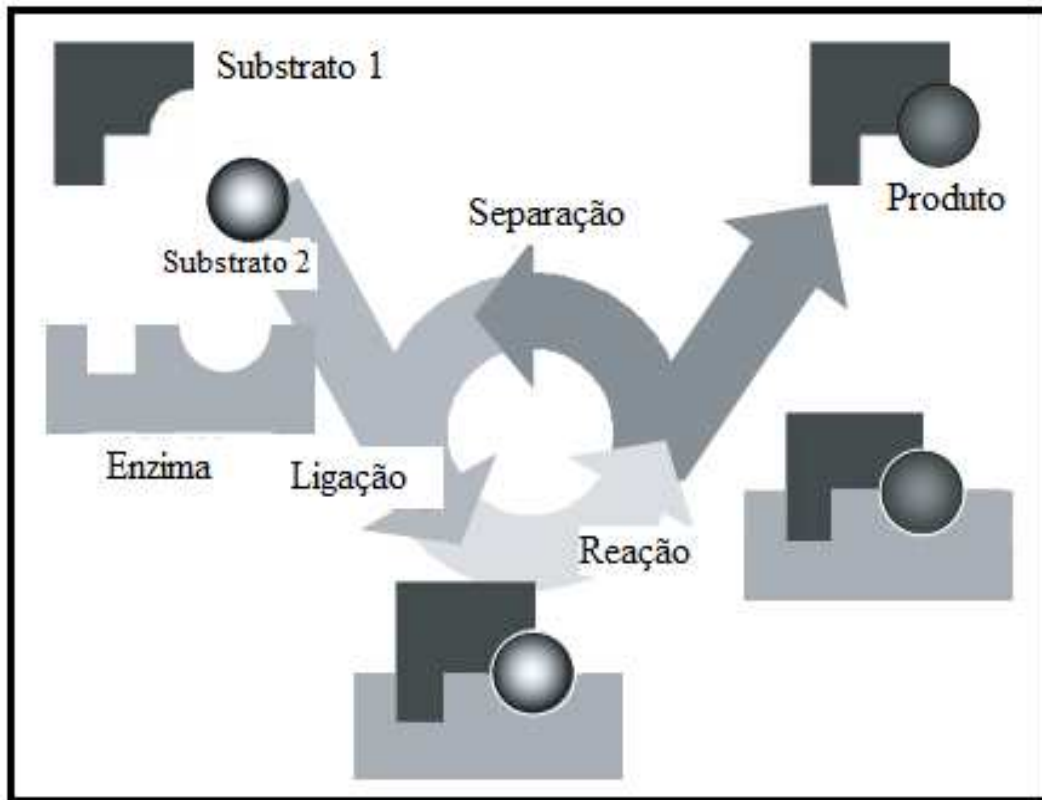 Substrato 1
Substrato 2
Enzima
Ligação
Separação
Reação
Produto